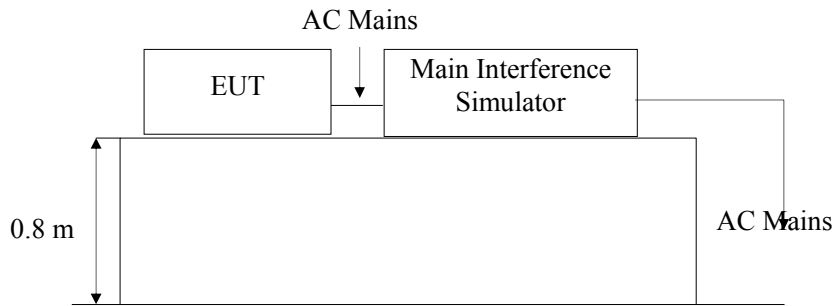 AC Mains
EUT
Main Interference
Simulator
0.8 m
AC Mains